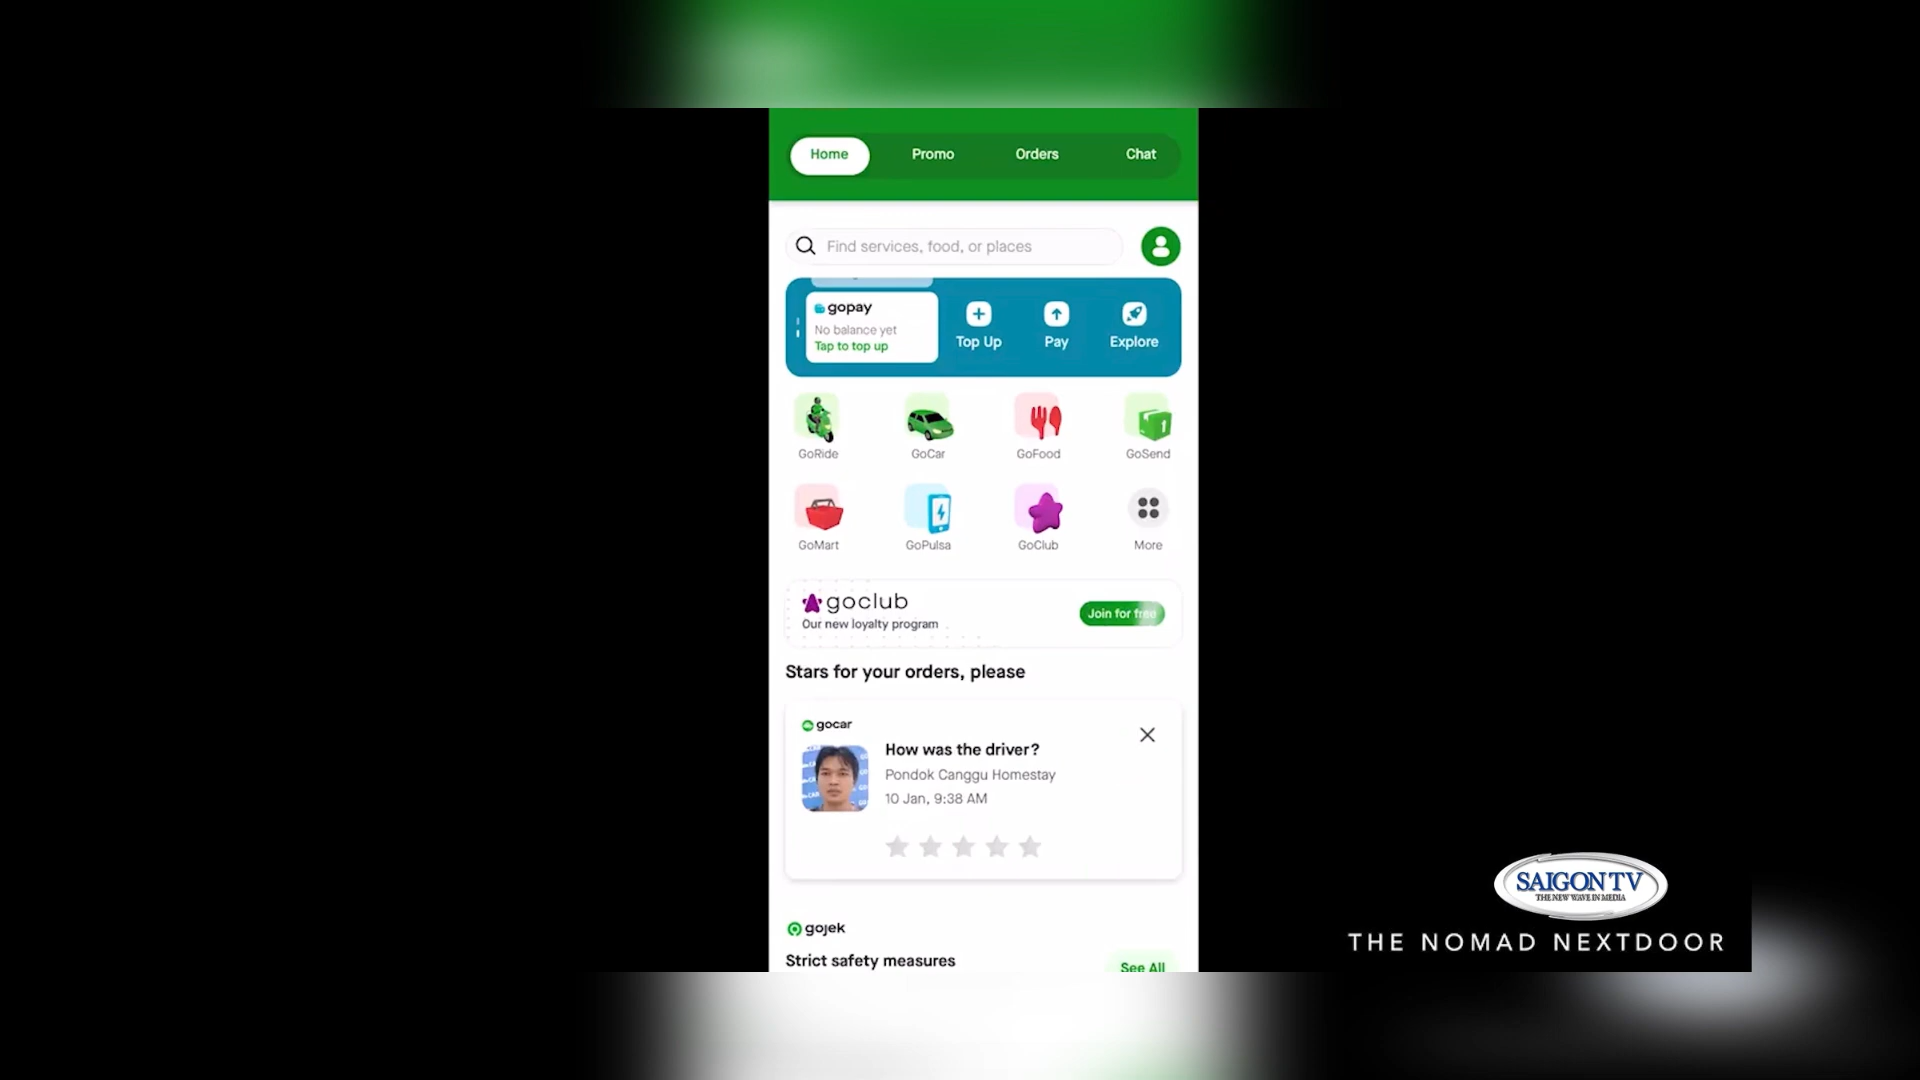 Home Promo Orders Chat
Find services, food, or places
gopay
No balance yet
Tap to top up
Top Up Pay Explore
GoRide GoCar GoFood GoSend
GoMart GoPulsa GoClub More
goclub
Our new loyalty program
Join for free
Stars for your orders, please
gocar
How was the driver?
Pondok Canggu Homestay
10 Jan, 9:38 AM
gojek
Strict safety measures
See All
SAIGON TV
THE NEW WAVE IN MEDIA
THE NOMAD NEXTDOOR